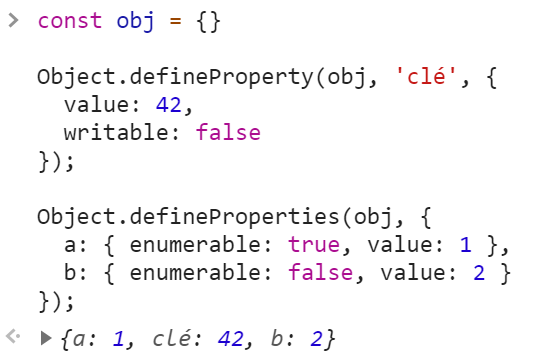 const obj = {}
Object.defineProperty(obj, 'clé', {
  value: 42,
  writable: false
});
Object.defineProperties(obj, {
  a: { enumerable: true, value: 1 },
  b: { enumerable: false, value: 2 }
});
{a: 1, clé: 42, b: 2}